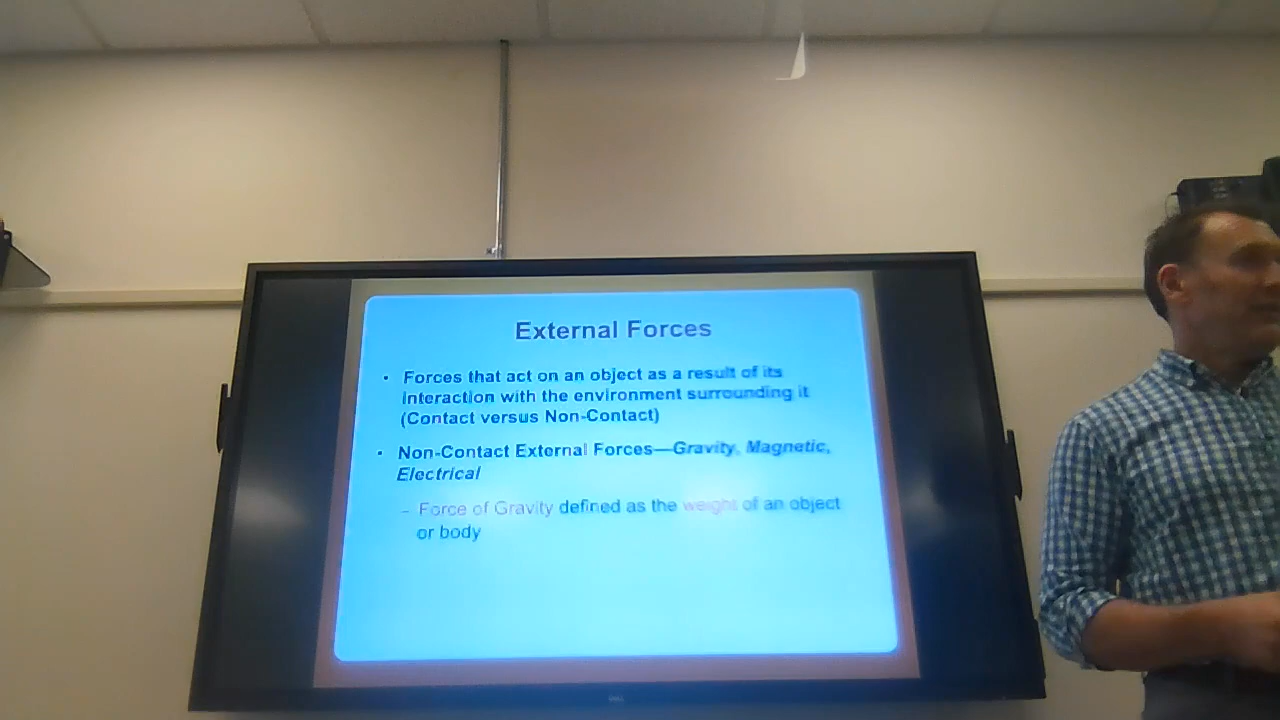 External Forces
• Forces that act on an object as a result of its
interaction with the environment surrounding it
(Contact versus Non-Contact)
• Non-Contact External Forces—Gravity, Magnetic,
Electrical
– Force of Gravity defined as the weight of an object
or body
DELL